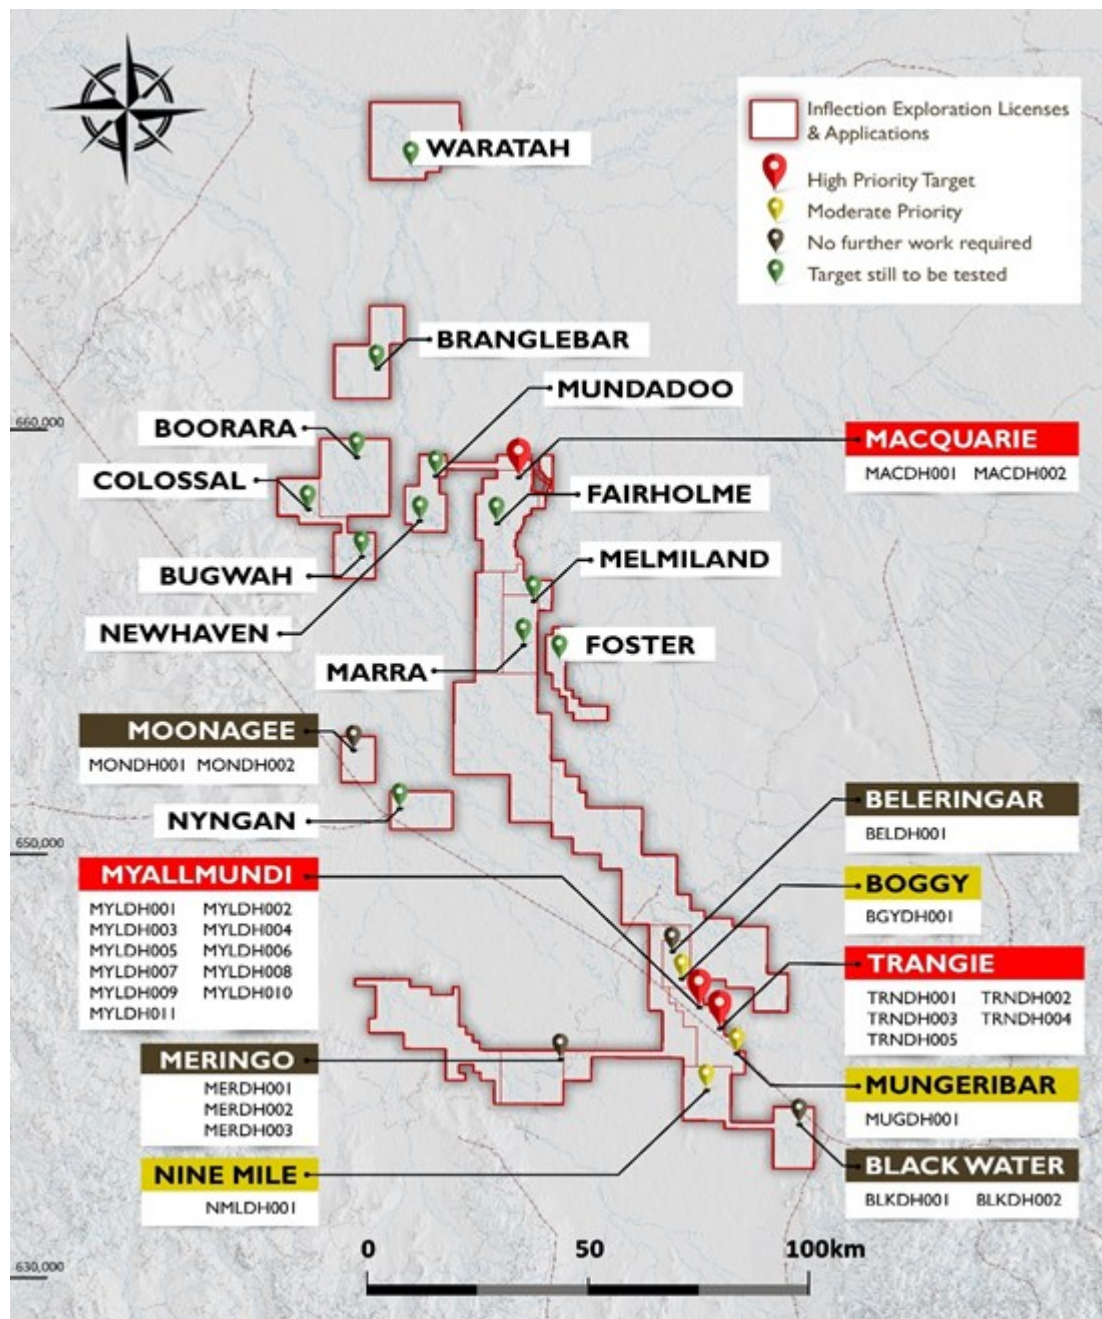 Inflection Exploration Licenses
& Applications
High Priority Target
Moderate Priority
No further work required
Target still to be tested
WARATAH
BRANGLEBAR
MUNDADOO
660,000
BOORARA
MACQUARIE
MACDH001 MACDH002
COLOSSAL
FAIRHOLME
MELMILAND
BUGWAH
NEWHAVEN
FOSTER
MARRA
MOONAGEE
MONDH001 MONDH002
NYNGAN
BELERINGAR
BELDH001
650,000
MYALLMUNDI
MYLDH001 MYLDH002
MYLDH003 MYLDH004
MYLDH005 MYLDH006
MYLDH007 MYLDH008
MYLDH009 MYLDH010
MYLDH011
BOGGY
BGYDH001
TRANGIE
TRNDH001 TRNDH002
TRNDH003 TRNDH004
TRNDH005
MERINGO
MERDH001
MERDH002
MERDH003
MUNGERIBAR
MUGDH001
NINE MILE
NMLDH001
BLACK WATER
BLKDH001 BLKDH002
0 50 100km
630,000